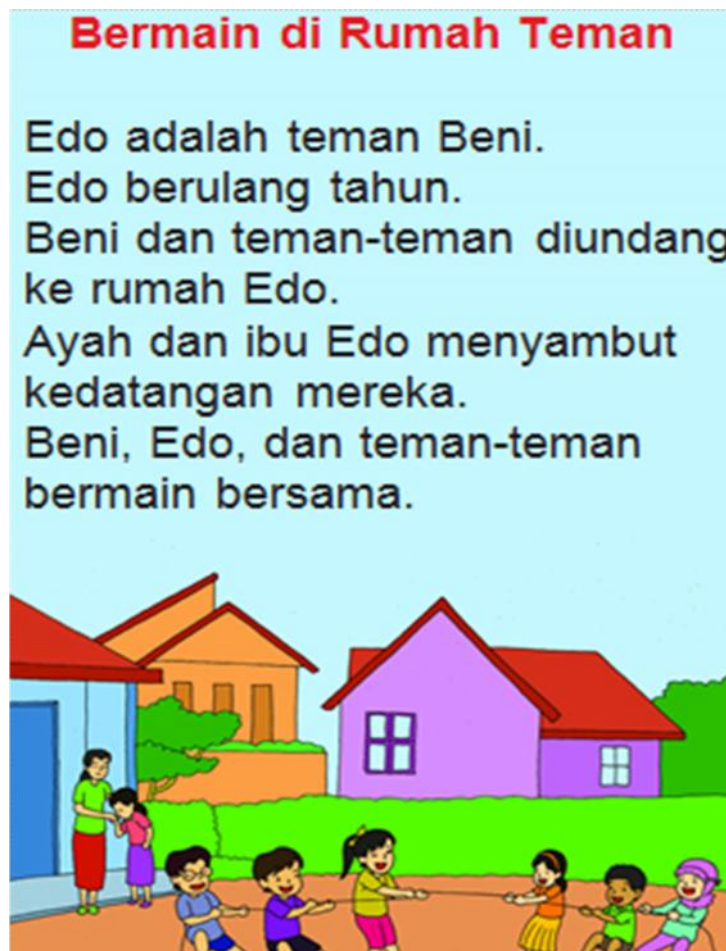 Bermain di Rumah Teman
Edo adalah teman Beni.
Edo berulang tahun.
Beni dan teman-teman diundang
ke rumah Edo.
Ayah dan ibu Edo menyambut
kedatangan mereka.
Beni, Edo, dan teman-teman
bermain bersama.